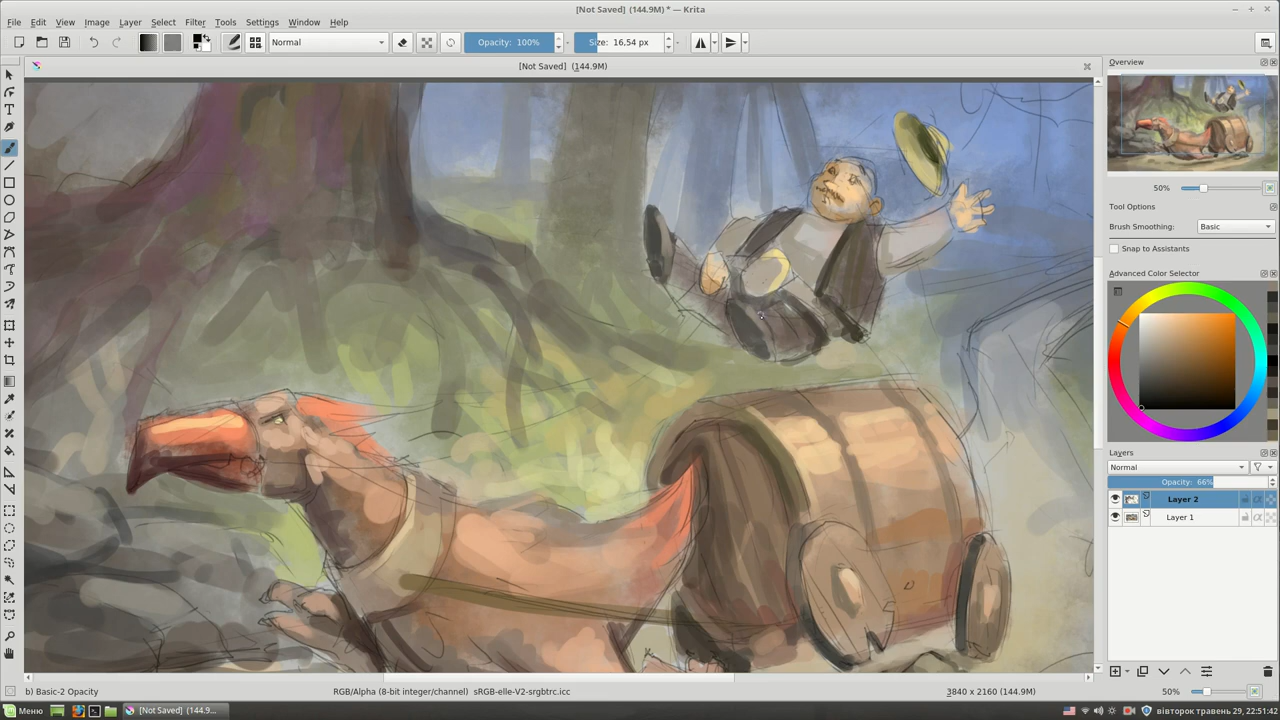 [Not Saved] (144.9M) * — Krita
File Edit View Image Layer Select Filter Tools Settings Window Help
Normal Opacity: 100% Size: 16,54 px
[Not Saved] (144.9M)
Overview
50%
Tool Options
Brush Smoothing: Basic
Snap to Assistants
Advanced Color Selector
Layers
Normal
Opacity: 66%
Layer 2
Layer 1
b) Basic-2 Opacity RGB/Alpha (8-bit integer/channel) sRGB-elle-V2-srgbtrc.icc 3840 x 2160 (144.9M) 50%
Меню [Not Saved] (144.9... вівторок травень 29, 22:51:42